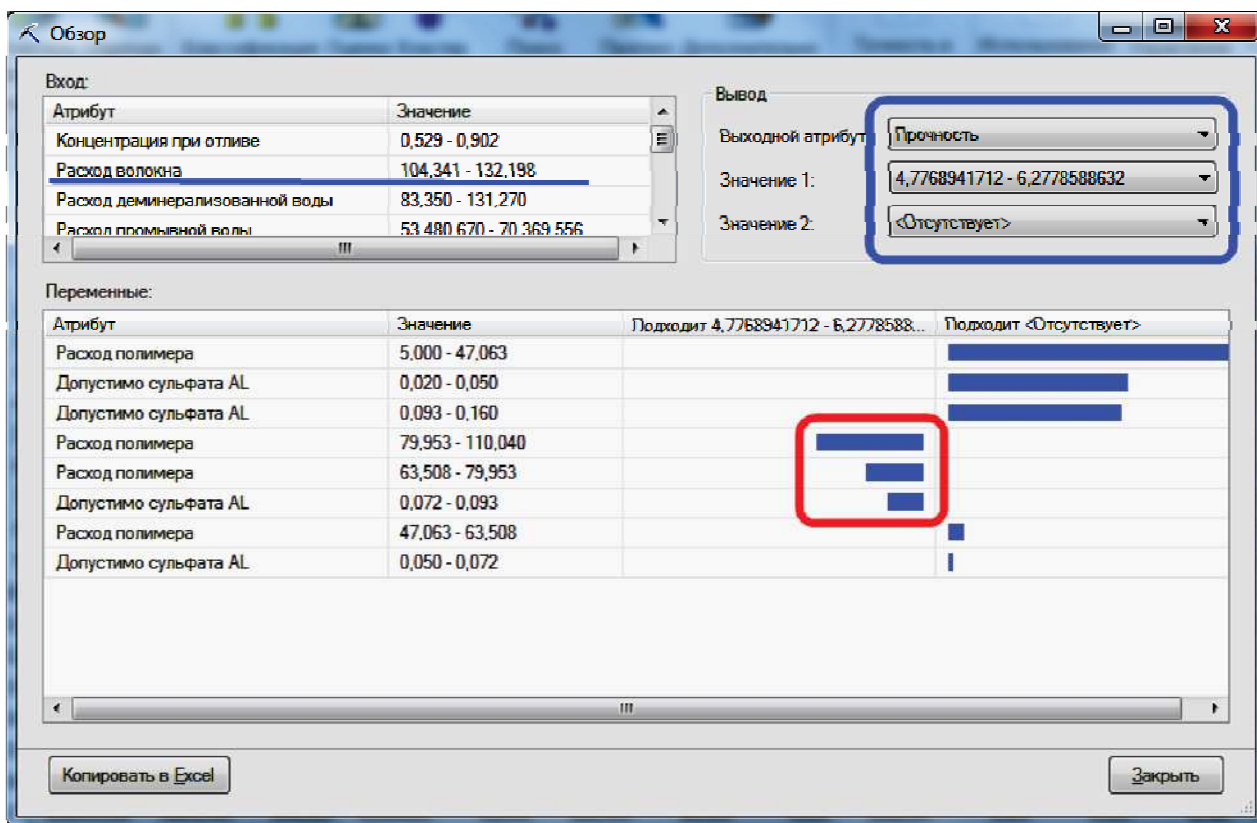 Обзор
Вход:
Атрибут Значение
Концентрация при отливе 0,529 - 0,902
Расход волокна 104,341 - 132,198
Расход деминерализованной воды 83,350 - 131,270
Расход промывной воды 53 480,670 - 70 369,556
Вывод
Выходной атрибут Прочность
Значение 1: 4,7768941712 - 6,2778588632
Значение 2: <Отсутствует>
Переменные:
Атрибут Значение Подходит 4,7768941712 - 6,2778588... Подходит <Отсутствует>
Расход полимера 5,000 - 47,063
Допустимо сульфата AL 0,020 - 0,050
Допустимо сульфата AL 0,093 - 0,160
Расход полимера 79,953 - 110,040
Расход полимера 63,508 - 79,953
Допустимо сульфата AL 0,072 - 0,093
Расход полимера 47,063 - 63,508
Допустимо сульфата AL 0,050 - 0,072
Копировать в Excel
Закрыть